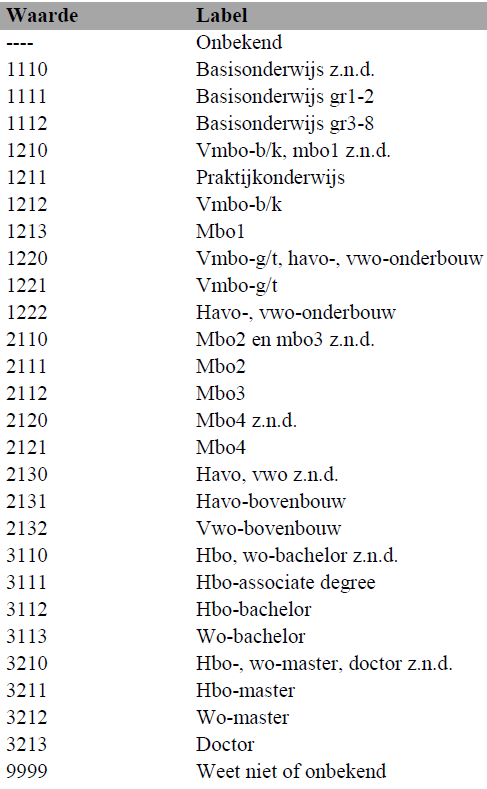 Waarde Label
---- Onbekend
1110 Basisonderwijs z.n.d.
1111 Basisonderwijs gr1-2
1112 Basisonderwijs gr3-8
1210 Vmbo-b/k, mbo1 z.n.d.
1211 Praktijkonderwijs
1212 Vmbo-b/k
1213 Mbo1
1220 Vmbo-g/t, havo-, vwo-onderbouw
1221 Vmbo-g/t
1222 Havo-, vwo-onderbouw
2110 Mbo2 en mbo3 z.n.d.
2111 Mbo2
2112 Mbo3
2120 Mbo4 z.n.d.
2121 Mbo4
2130 Havo, vwo z.n.d.
2131 Havo-bovenbouw
2132 Vwo-bovenbouw
3110 Hbo, wo-bachelor z.n.d.
3111 Hbo-associate degree
3112 Hbo-bachelor
3113 Wo-bachelor
3210 Hbo-, wo-master, doctor z.n.d.
3211 Hbo-master
3212 Wo-master
3213 Doctor
9999 Weet niet of onbekend